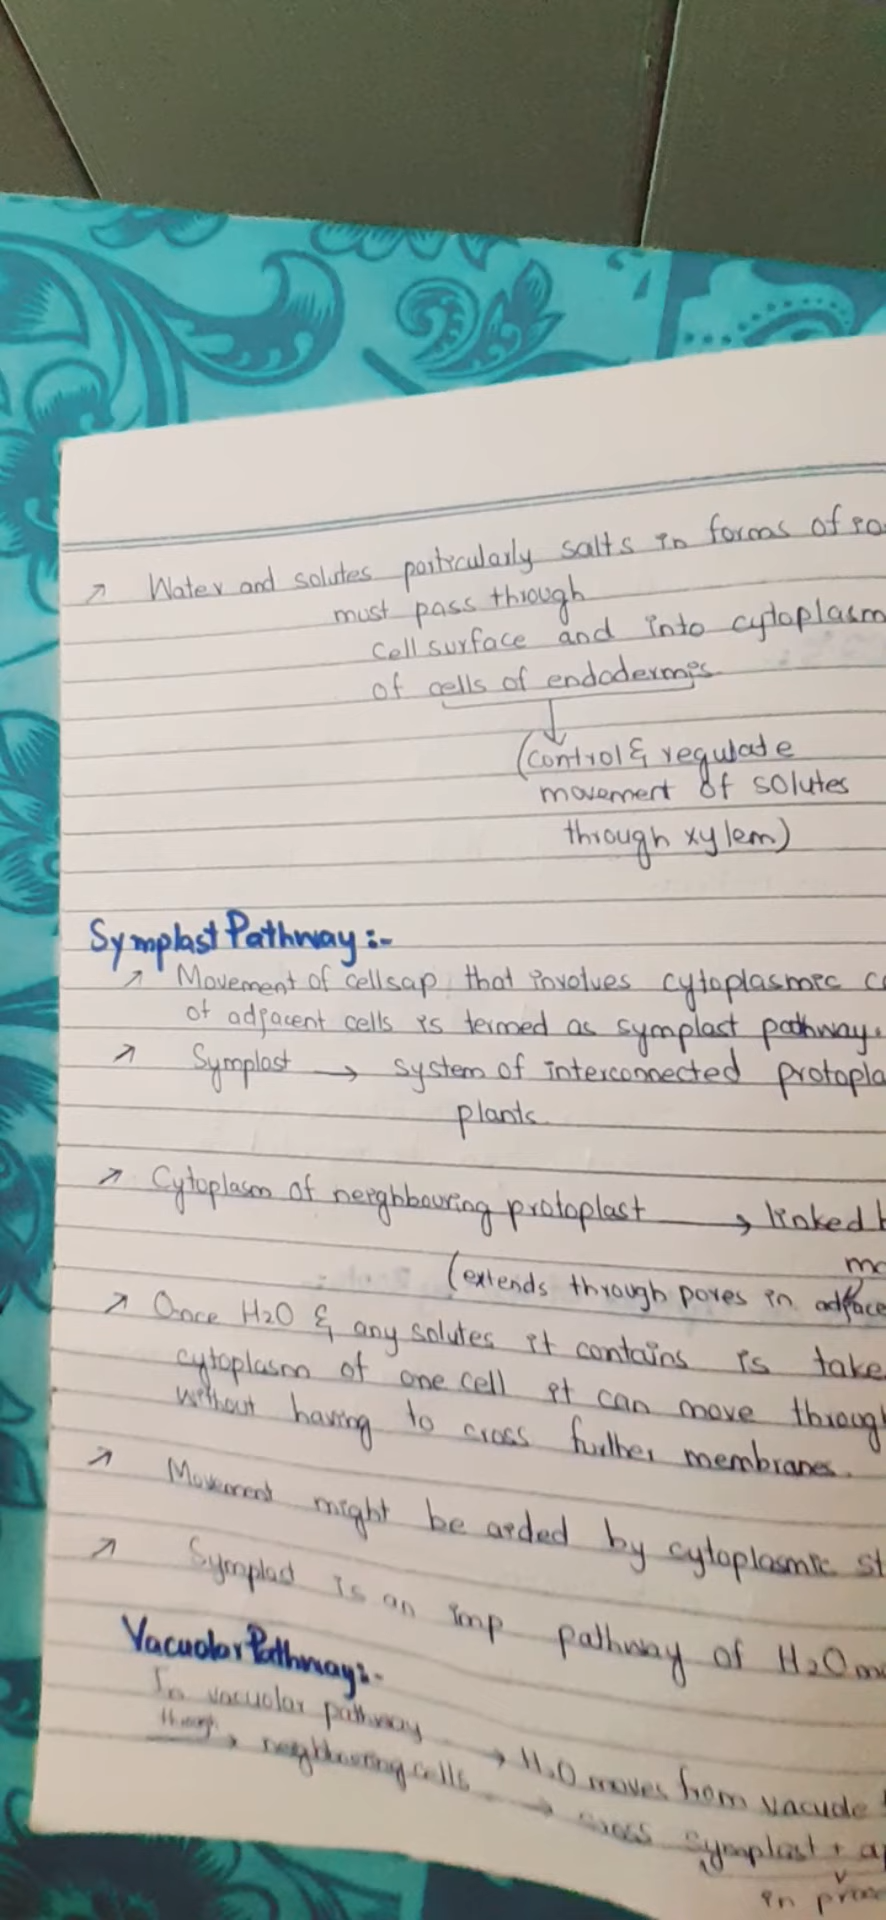 ↗ Water and solutes particularly salts in forms of
must pass through
cell surface and into cytoplasm
of cells of endodermis
↓
(control & regulate
movement of solutes
through xylem)
Symplast Pathway :-
↗ Movement of cell sap that involves cytoplasmic
of adjacent cells is termed as symplast pathway.
↗ Symplast → system of interconnected protopla
plants.
↗ Cytoplasm of neighbouring protoplast → linked
(extends through pores in
↗ Once H2O & any solutes it contains is take
cytoplasm of one cell it can move throug
without having to cross further membranes.
↗ Movement might be aided by cytoplasmic st
↗ Symplast is an imp pathway of H2O
Vacuolar Pathway:-
In vacuolar pathway → H2O moves from vacuole
through → neighbouring cells → cross symplast +
in